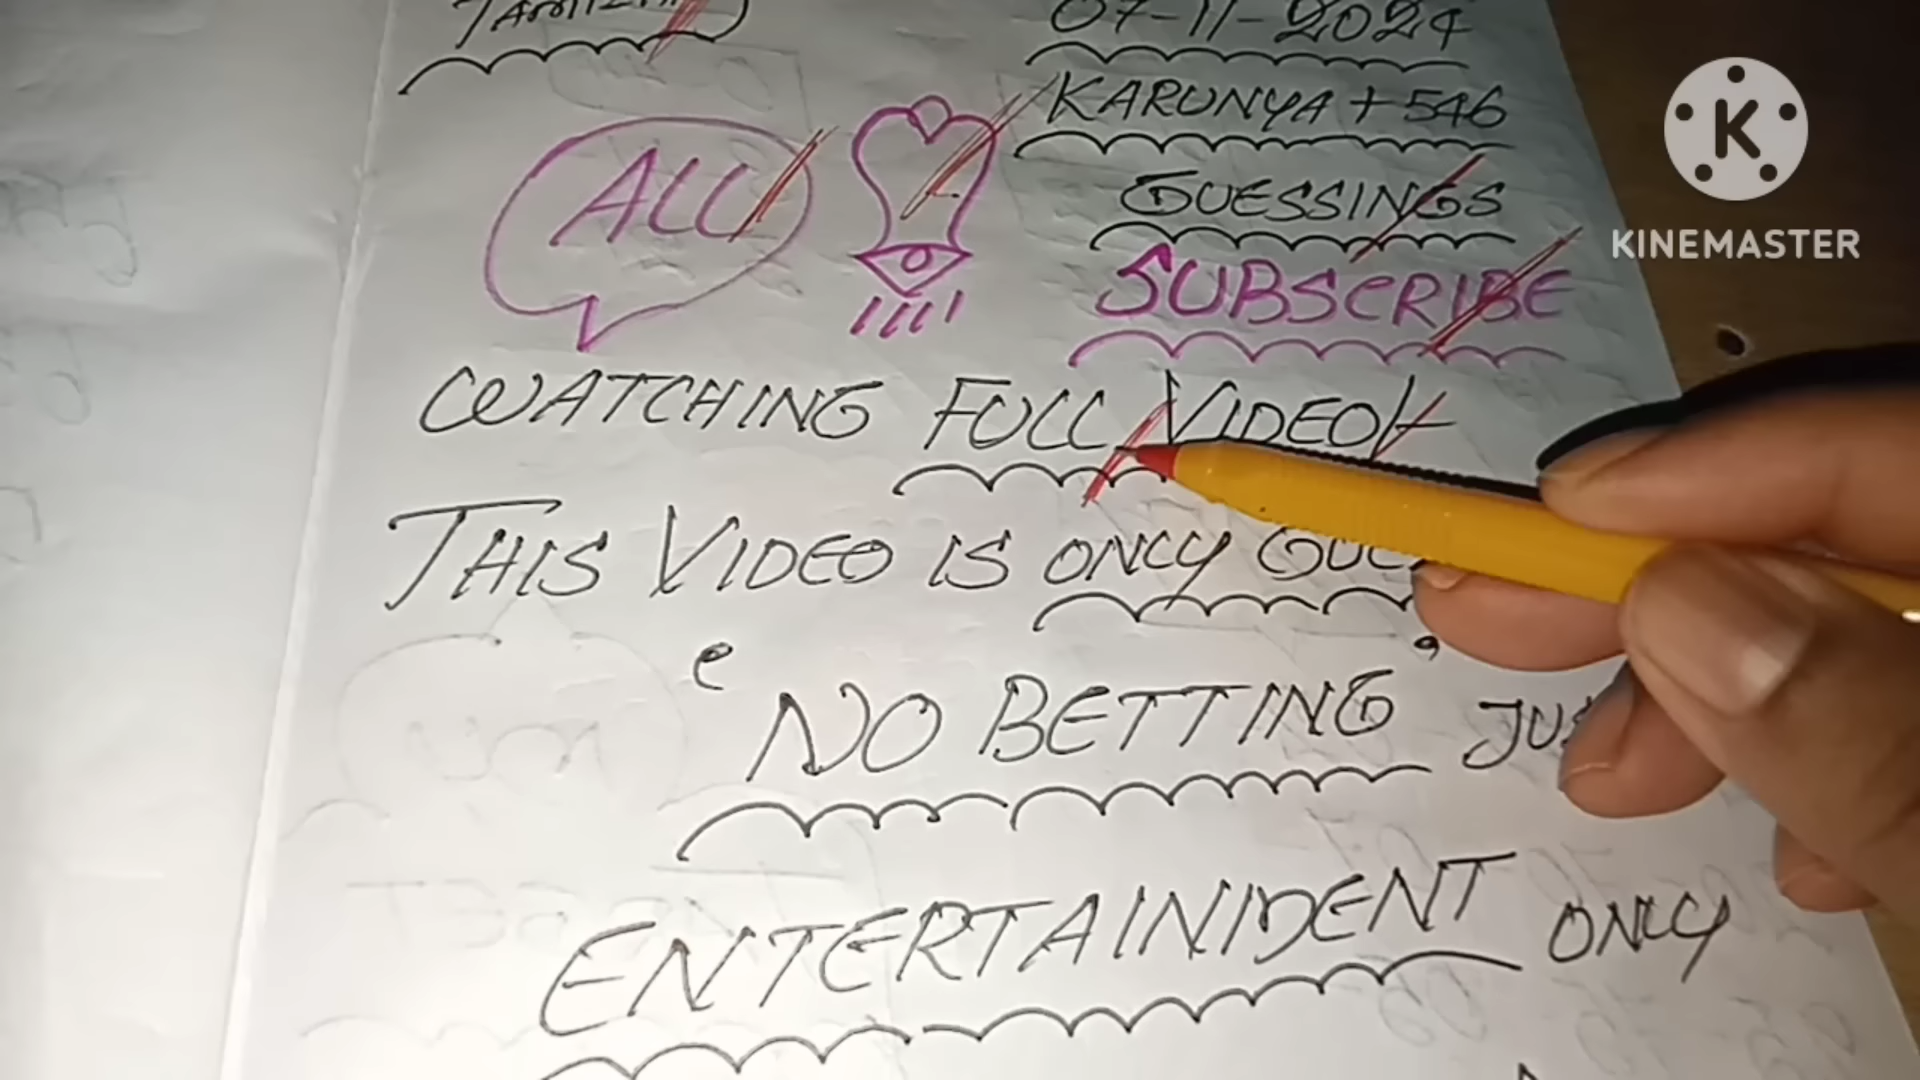 07-11-2024
KARUNYA + 546
GUESSINGS
ALL
SUBSCRIBE
WATCHING FULL VIDEO
THIS VIDEO IS ONLY
NO BETTING
ENTERTAINMENT ONLY
K
KINEMASTER